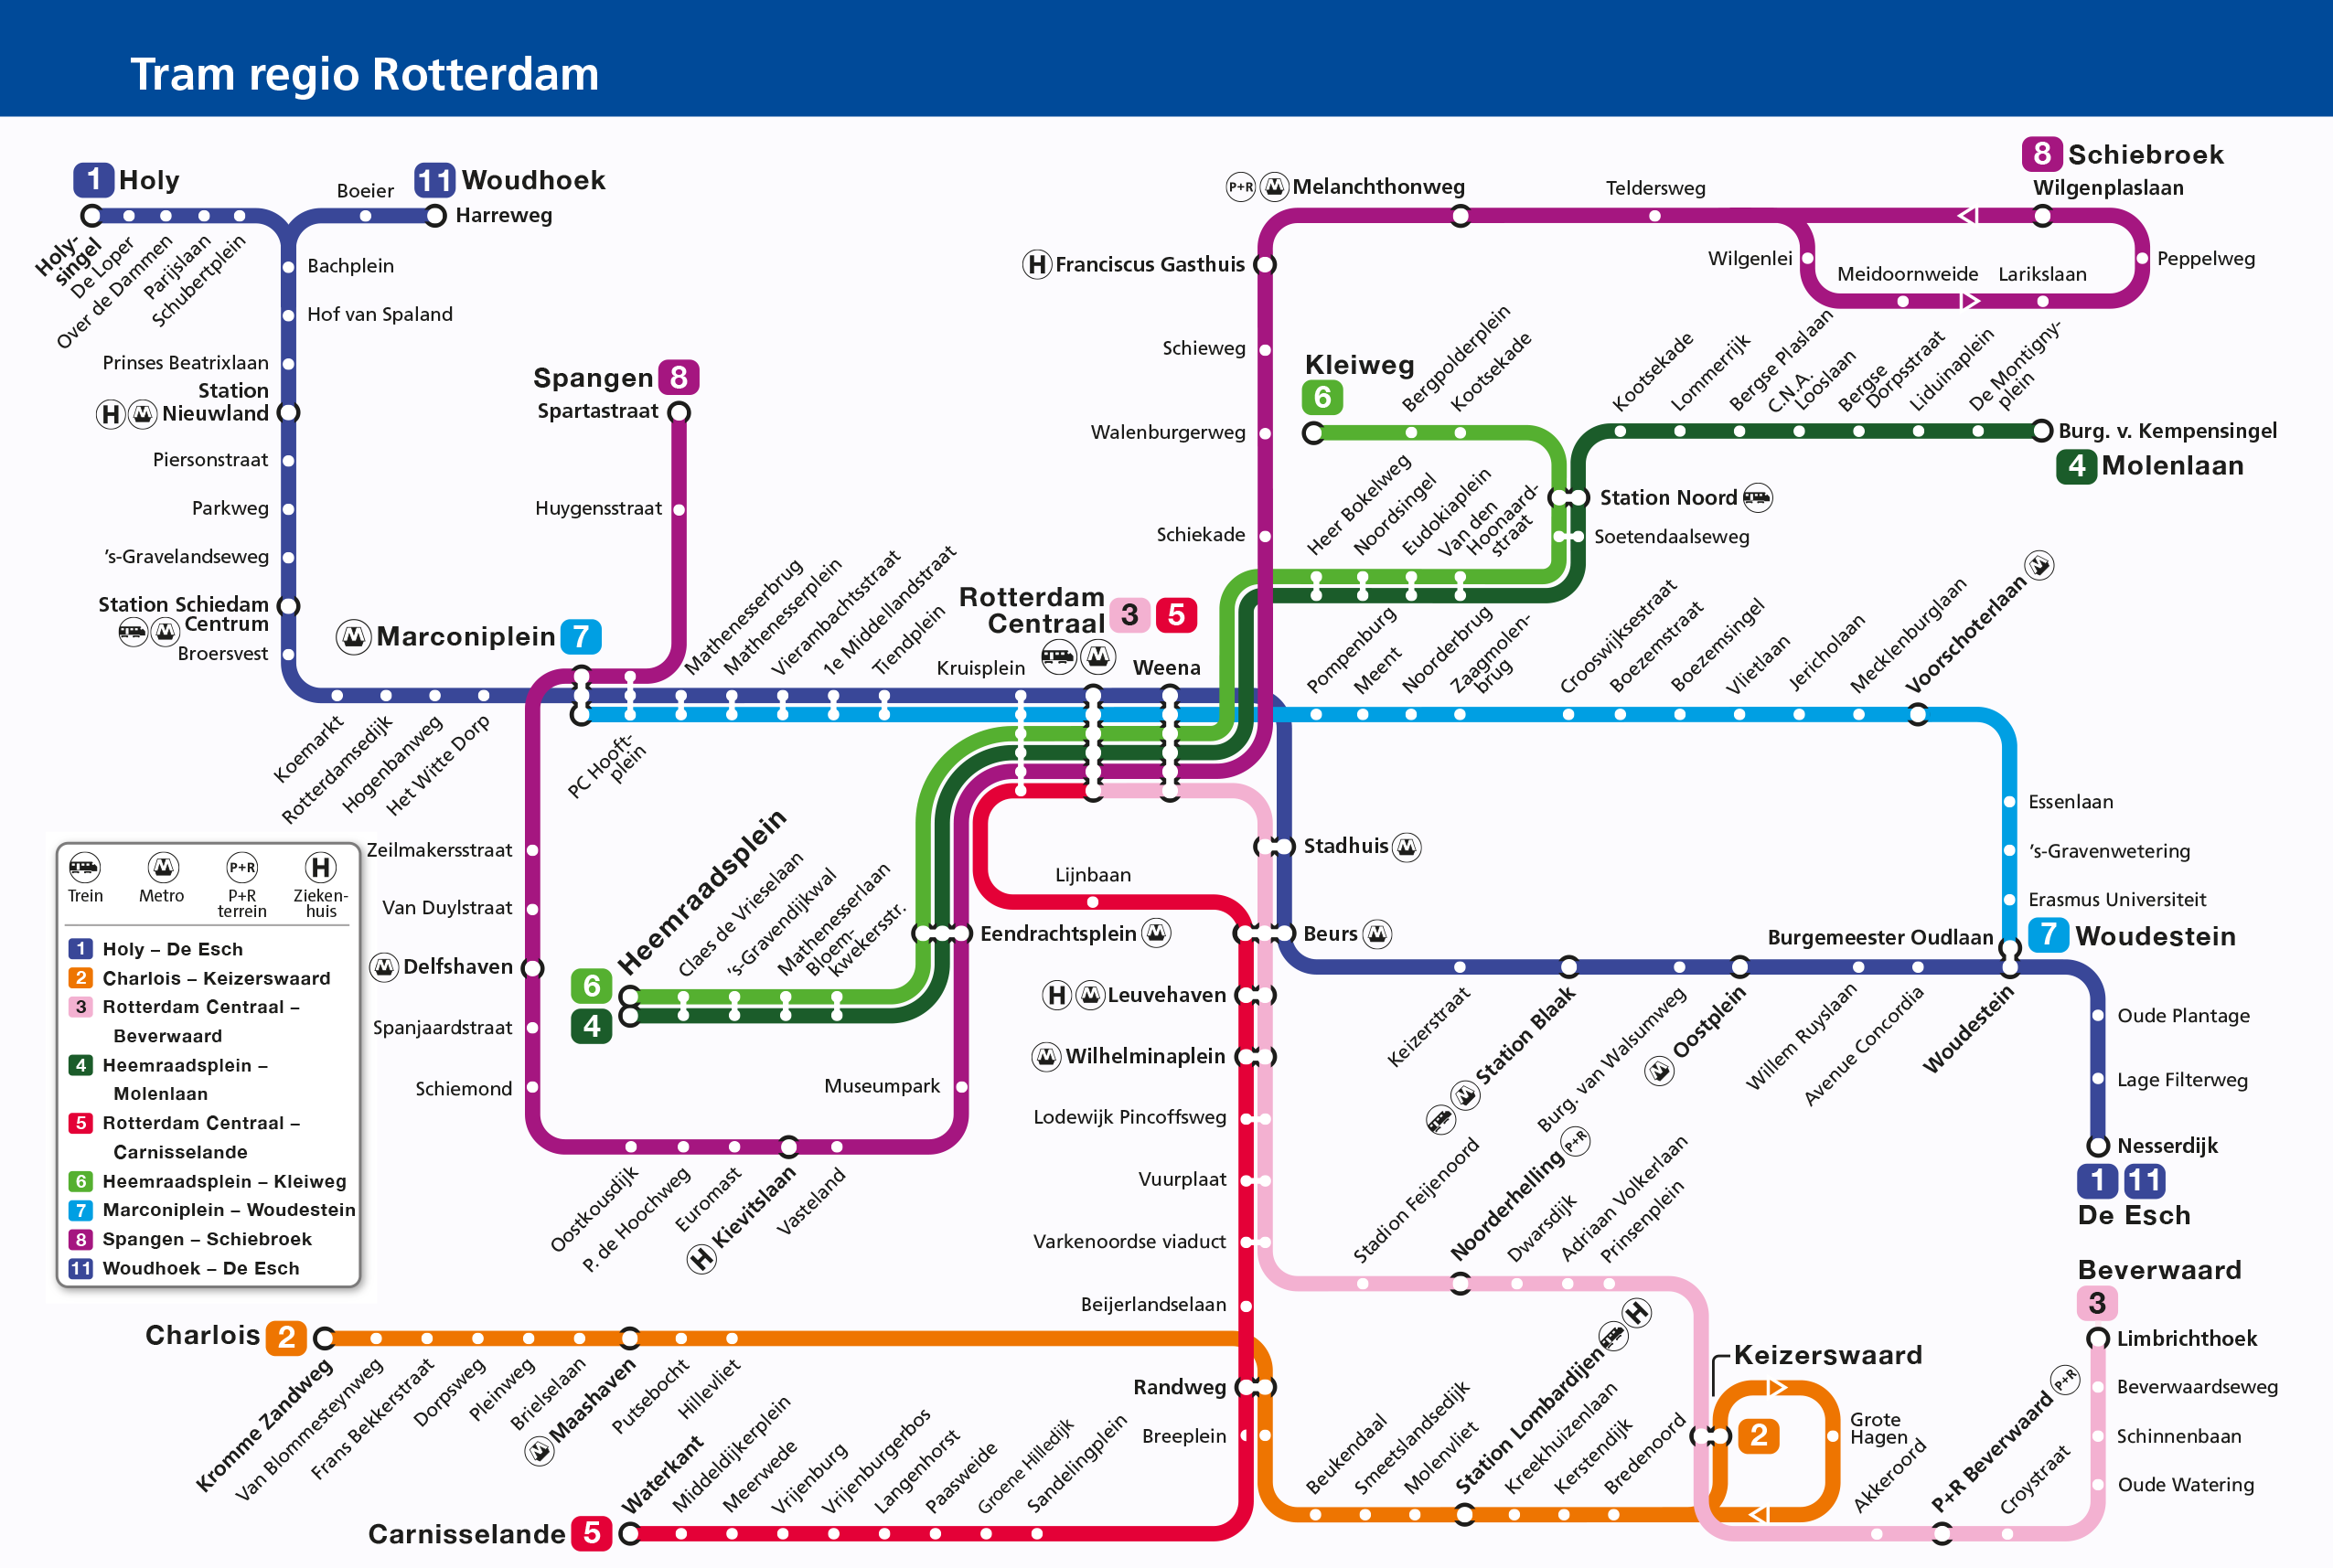 Tram regio Rotterdam
1 Holy
Holy-
singel
De Loper
Over de Dammen
Parijslaan
Schubertplein
Boeier
11 Woudhoek
Harreweg
Bachplein
Hof van Spaland
Prinses Beatrixlaan
Station
H Nieuwland
Piersonstraat
Parkweg
's-Gravelandseweg
Station Schiedam
Centrum
Broersvest
Koemarkt
Rotterdamsedijk
Hogenbanweg
Het Witte Dorp
Spangen 8
Spartastraat
Huygensstraat
Marconiplein 7
PC Hooft-
plein
Mathenesserbrug
Mathenesserplein
Vierambachtsstraat
1e Middellandstraat
Tiendplein
Kruisplein
Rotterdam
Centraal 3 5
Weena
P+R Melanchthonweg
Teldersweg
8 Schiebroek
Wilgenplaslaan
H Franciscus Gasthuis
Wilgenlei
Meidoornweide
Larikslaan
Peppelweg
Schieweg
Walenburgerweg
Schiekade
Kleiweg
6
Bergpolderplein
Kootsekade
Kootsekade
Lommerrijk
Bergse Plaslaan
C.N.A.
Looslaan
Bergse
Dorpsstraat
Liduinaplein
De Montigny-
plein
Burg. v. Kempensingel
4 Molenlaan
Station Noord
Soetendaalseweg
Heer Bokelweg
Noordsingel
Eudokiaplein
Van den
Hoonaard-
straat
Pompenburg
Meent
Noorderbrug
Zaagmolen-
brug
Crooswijksestraat
Boezemstraat
Boezemsingel
Vlietlaan
Jericholaan
Mecklenburglaan
Voorschoterlaan
Essenlaan
's-Gravenwetering
Erasmus Universiteit
7 Woudestein
Burgemeester Oudlaan
Zeilmakersstraat
Van Duylstraat
Delfshaven
Spanjaardstraat
Schiemond
Oostkousdijk
P. de Hoochweg
Euromast
H Kievitslaan
Vasteland
Museumpark
Heemraadsplein
6
4
Claes de Vrieselaan
's-Gravendijkwal
Mathenesserlaan
Bloem-
kwekersstr.
Eendrachtsplein
Lijnbaan
Stadhuis
Beurs
H Leuvehaven
Wilhelminaplein
Lodewijk Pincoffsweg
Vuurplaat
Varkenoordse viaduct
Beijerlandselaan
Randweg
Breeplein
Keizerstraat
Station Blaak
Burg. van Walsumweg
Oostplein
Willem Ruyslaan
Avenue Concordia
Woudestein
Oude Plantage
Lage Filterweg
Nesserdijk
1 11
De Esch
Stadion Feijenoord
Noorderhelling P+R
Dwarsdijk
Adriaan Volkerlaan
Prinsenplein
Beverwaard
3
Limbrichthoek
Beverwaardseweg
Schinnenbaan
Oude Watering
Croystraat
P+R Beverwaard P+R
Akkeroord
Keizerswaard
2
Grote
Hagen
Beukendaal
Smeetslandsedijk
Molenvliet
Station Lombardijen H
Kreekhuizenlaan
Kerstendijk
Bredenoord
Charlois 2
Kromme Zandweg
Van Blommesteynweg
Frans Bekkerstraat
Dorpsweg
Pleinweg
Brielselaan
Maashaven
Putsebocht
Hillevliet
Carnisselande 5
Waterkant
Middeldijkerplein
Meerwede
Vrijenburg
Vrijenburgerbos
Langenhorst
Paasweide
Groene Hilledijk
Sandelingplein
P+R H
Trein Metro P+R
terrein
Zieken-
huis
1 Holy – De Esch
2 Charlois – Keizerswaard
3 Rotterdam Centraal –
Beverwaard
4 Heemraadsplein –
Molenlaan
5 Rotterdam Centraal –
Carnisselande
6 Heemraadsplein – Kleiweg
7 Marconiplein – Woudestein
8 Spangen – Schiebroek
11 Woudhoek – De Esch